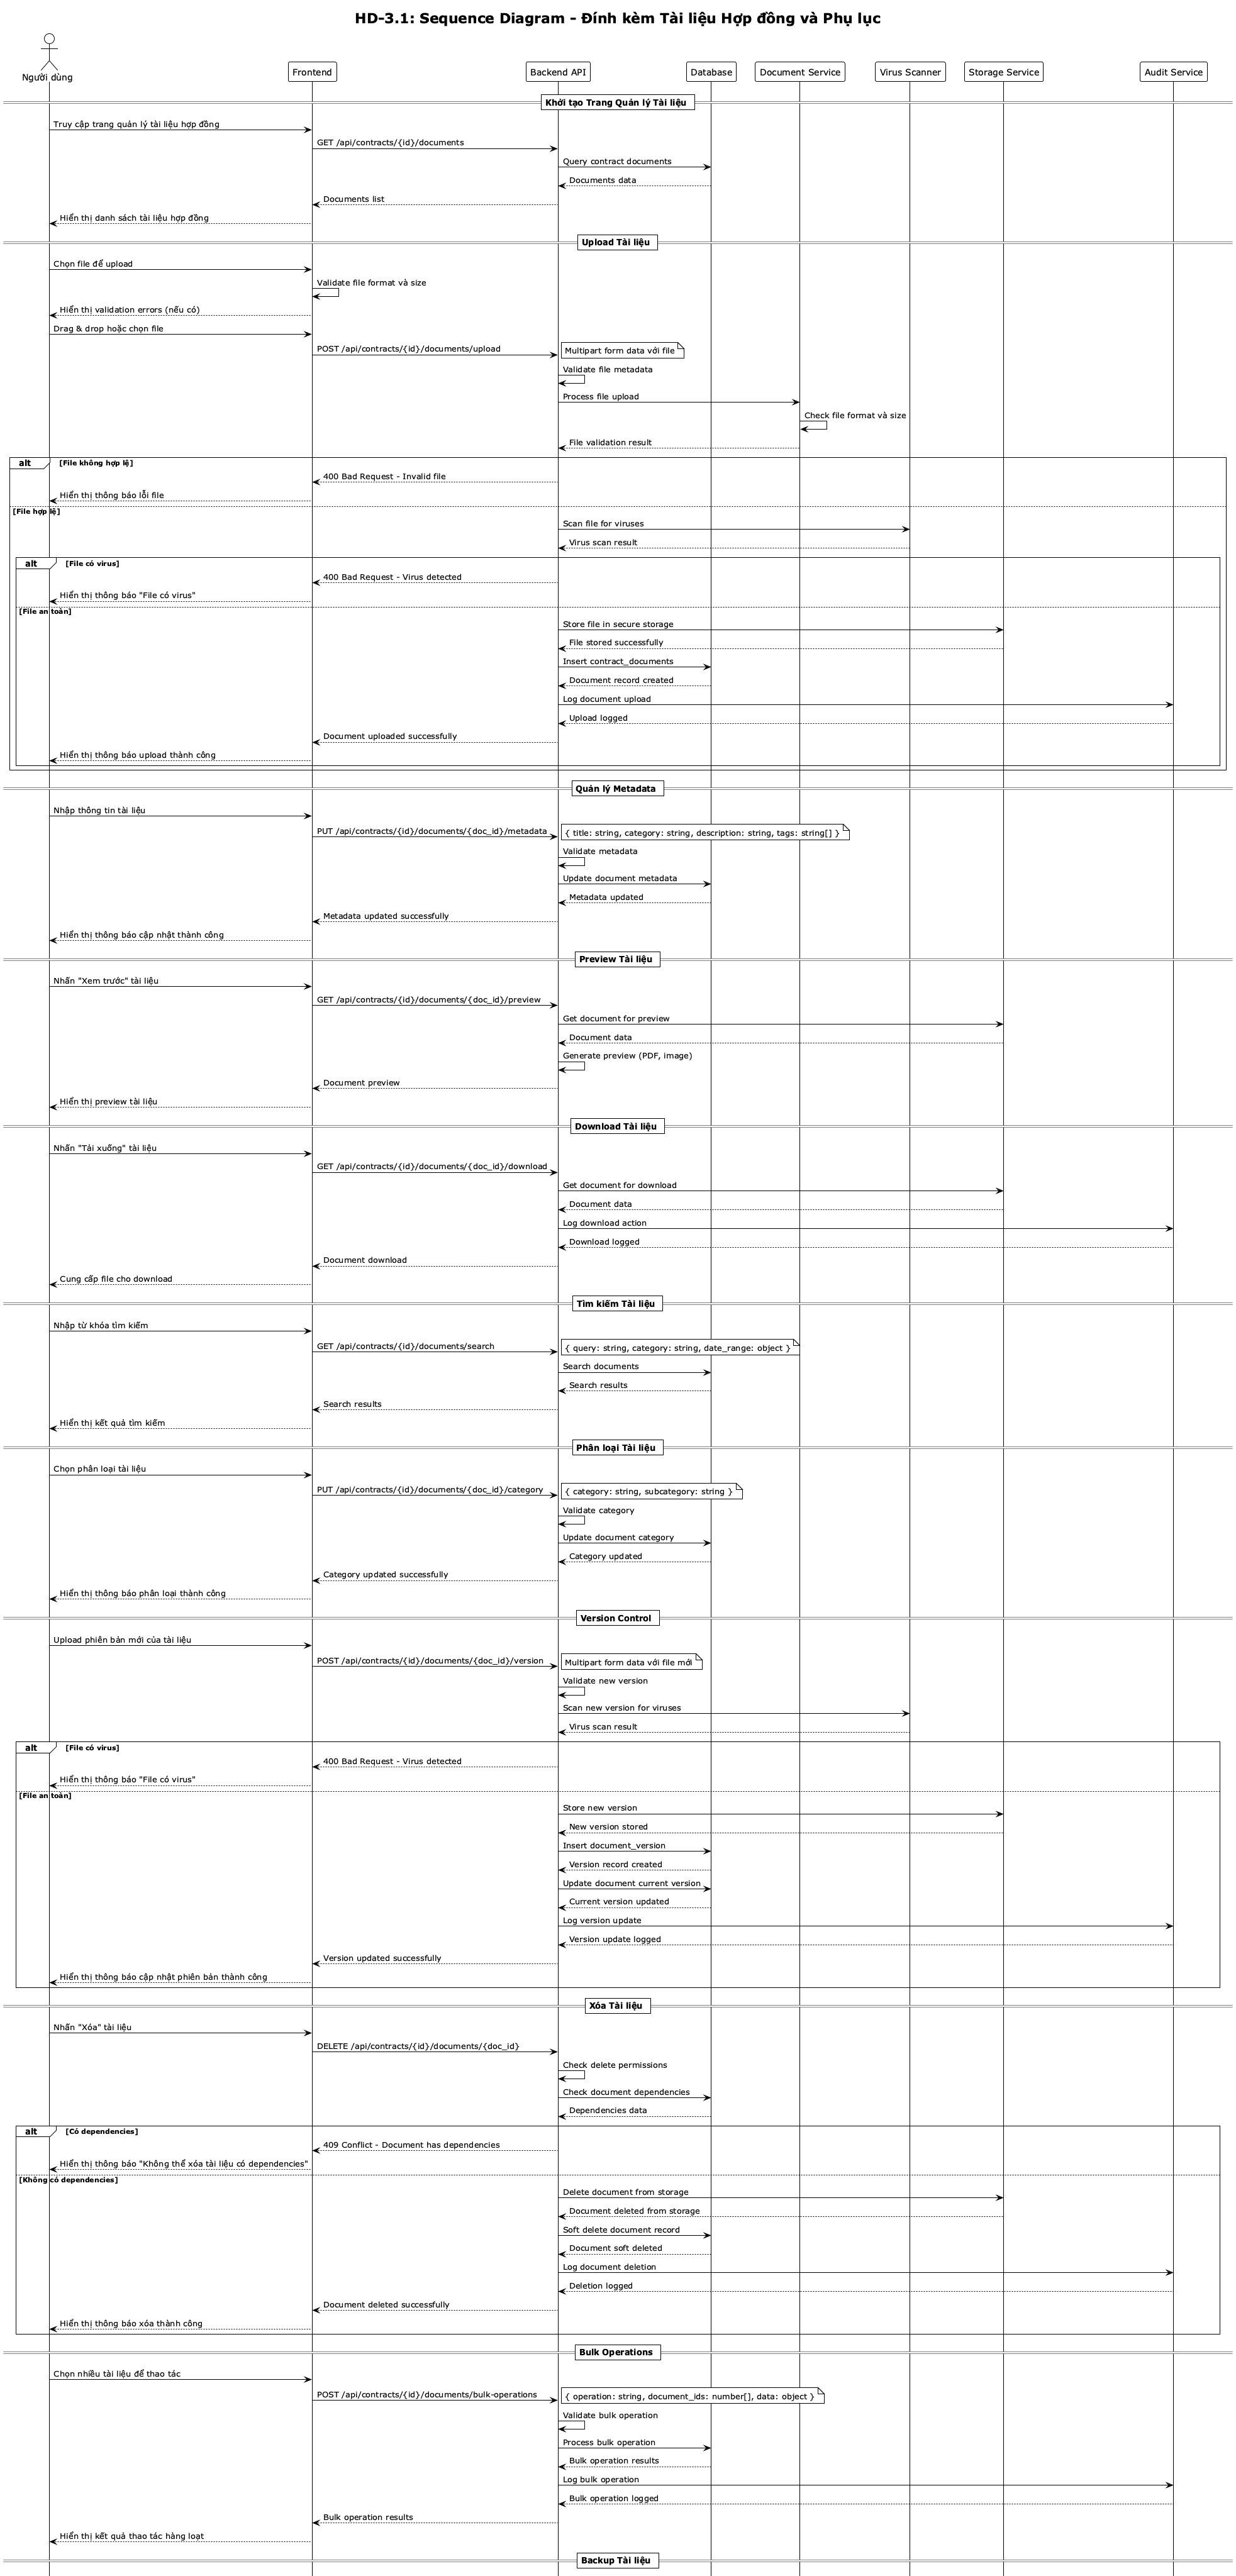 HD-3.1: Sequence Diagram - Đính kèm Tài liệu Hợp đồng và Phụ lục
Người dùng
Frontend
Backend API
Database
Document Service
Virus Scanner
Storage Service
Audit Service
Khởi tạo Trang Quản lý Tài liệu
Truy cập trang quản lý tài liệu hợp đồng
GET /api/contracts/{id}/documents
Query contract documents
Documents data
Documents list
Hiển thị danh sách tài liệu hợp đồng
Upload Tài liệu
Chọn file để upload
Validate file format và size
Hiển thị validation errors (nếu có)
Drag & drop hoặc chọn file
POST /api/contracts/{id}/documents/upload
Multipart form data với file
Validate file metadata
Process file upload
Check file format và size
File validation result
alt
[File không hợp lệ]
400 Bad Request - Invalid file
Hiển thị thông báo lỗi file
[File hợp lệ]
Scan file for viruses
Virus scan result
alt
[File có virus]
400 Bad Request - Virus detected
Hiển thị thông báo "File có virus"
[File an toàn]
Store file in secure storage
File stored successfully
Insert contract_documents
Document record created
Log document upload
Upload logged
Document uploaded successfully
Hiển thị thông báo upload thành công
Quản lý Metadata
Nhập thông tin tài liệu
PUT /api/contracts/{id}/documents/{doc_id}/metadata
{ title: string, category: string, description: string, tags: string[] }
Validate metadata
Update document metadata
Metadata updated
Metadata updated successfully
Hiển thị thông báo cập nhật thành công
Preview Tài liệu
Nhấn "Xem trước" tài liệu
GET /api/contracts/{id}/documents/{doc_id}/preview
Get document for preview
Document data
Generate preview (PDF, image)
Document preview
Hiển thị preview tài liệu
Download Tài liệu
Nhấn "Tải xuống" tài liệu
GET /api/contracts/{id}/documents/{doc_id}/download
Get document for download
Document data
Log download action
Download logged
Document download
Cung cấp file cho download
Tìm kiếm Tài liệu
Nhập từ khóa tìm kiếm
GET /api/contracts/{id}/documents/search
{ query: string, category: string, date_range: object }
Search documents
Search results
Search results
Hiển thị kết quả tìm kiếm
Phân loại Tài liệu
Chọn phân loại tài liệu
PUT /api/contracts/{id}/documents/{doc_id}/category
{ category: string, subcategory: string }
Validate category
Update document category
Category updated
Category updated successfully
Hiển thị thông báo phân loại thành công
Version Control
Upload phiên bản mới của tài liệu
POST /api/contracts/{id}/documents/{doc_id}/version
Multipart form data với file mới
Validate new version
Scan new version for viruses
Virus scan result
alt
[File có virus]
400 Bad Request - Virus detected
Hiển thị thông báo "File có virus"
[File an toàn]
Store new version
New version stored
Insert document_version
Version record created
Update document current version
Current version updated
Log version update
Version update logged
Version updated successfully
Hiển thị thông báo cập nhật phiên bản thành công
Xóa Tài liệu
Nhấn "Xóa" tài liệu
DELETE /api/contracts/{id}/documents/{doc_id}
Check delete permissions
Check document dependencies
Dependencies data
alt
[Có dependencies]
409 Conflict - Document has dependencies
Hiển thị thông báo "Không thể xóa tài liệu có dependencies"
[Không có dependencies]
Delete document from storage
Document deleted from storage
Soft delete document record
Document soft deleted
Log document deletion
Deletion logged
Document deleted successfully
Hiển thị thông báo xóa thành công
Bulk Operations
Chọn nhiều tài liệu để thao tác
POST /api/contracts/{id}/documents/bulk-operations
{ operation: string, document_ids: number[], data: object }
Validate bulk operation
Process bulk operation
Bulk operation results
Log bulk operation
Bulk operation logged
Bulk operation results
Hiển thị kết quả thao tác hàng loạt
Backup Tài liệu